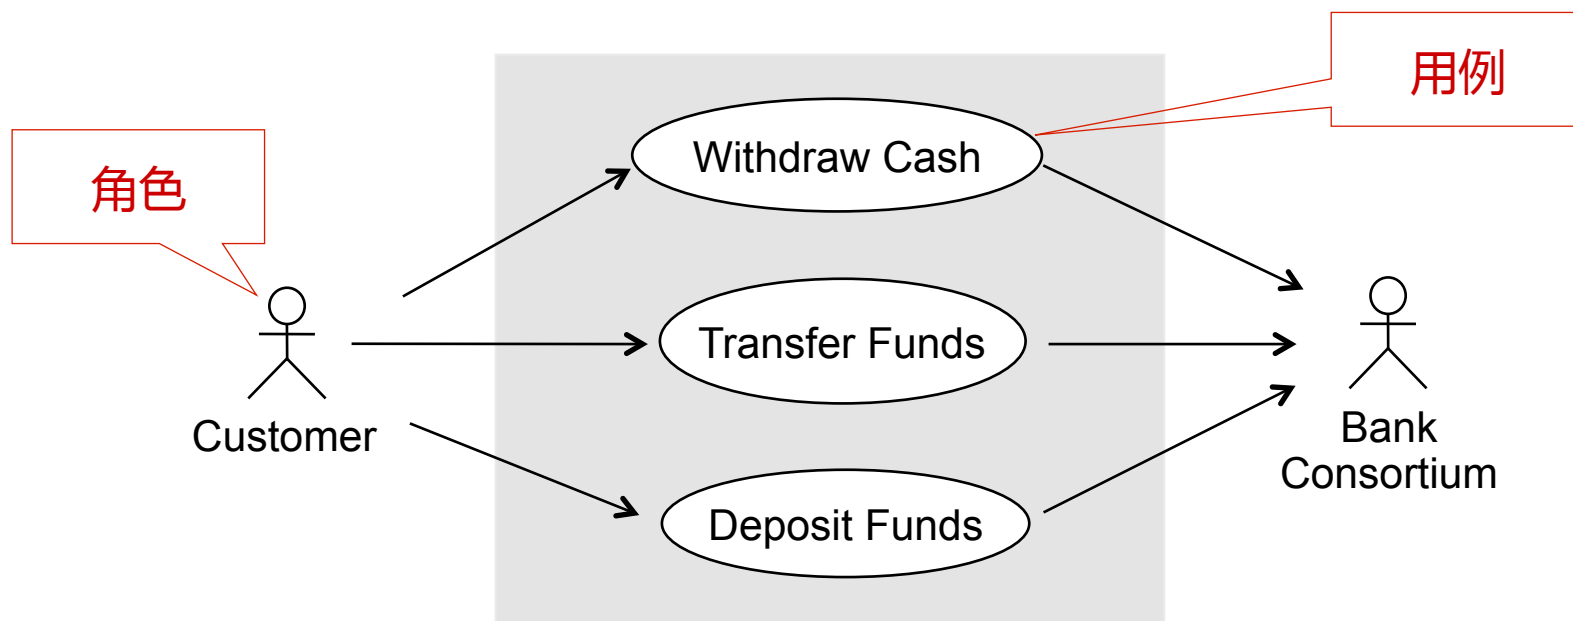 用例
Withdraw Cash
角色
Transfer Funds
Customer
Bank
Consortium
Deposit Funds